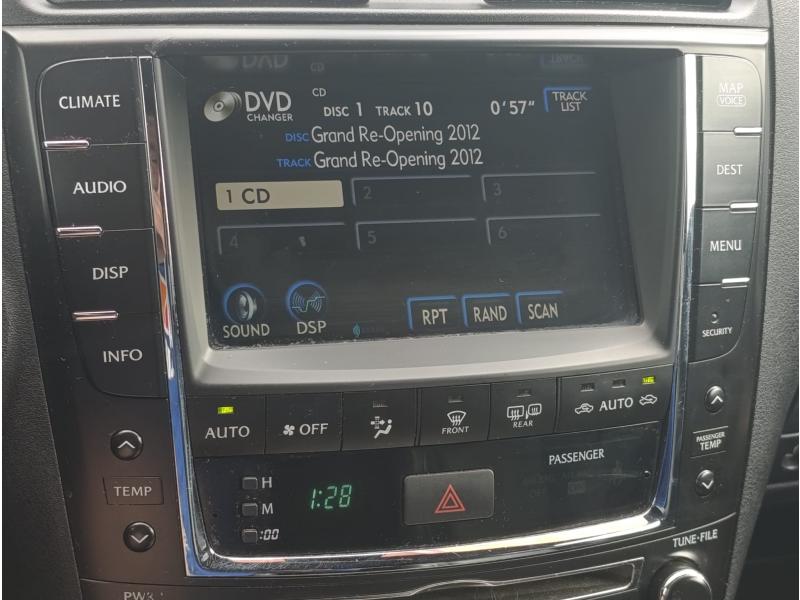 CLIMATE
AUDIO
DISP
INFO
TEMP
DVD
CHANGER
CD
DISC 1 TRACK 10 0'57"
TRACK
LIST
DISC Grand Re-Opening 2012
TRACK Grand Re-Opening 2012
1 CD
2
3
4
5
6
SOUND
DSP
RPT
RAND
SCAN
MAP
VOICE
DEST
MENU
SECURITY
AUTO
OFF
FRONT
REAR
AUTO
PASSENGER
TEMP
H
M
:00
1:28
PASSENGER
TUNE•FILE
PWR